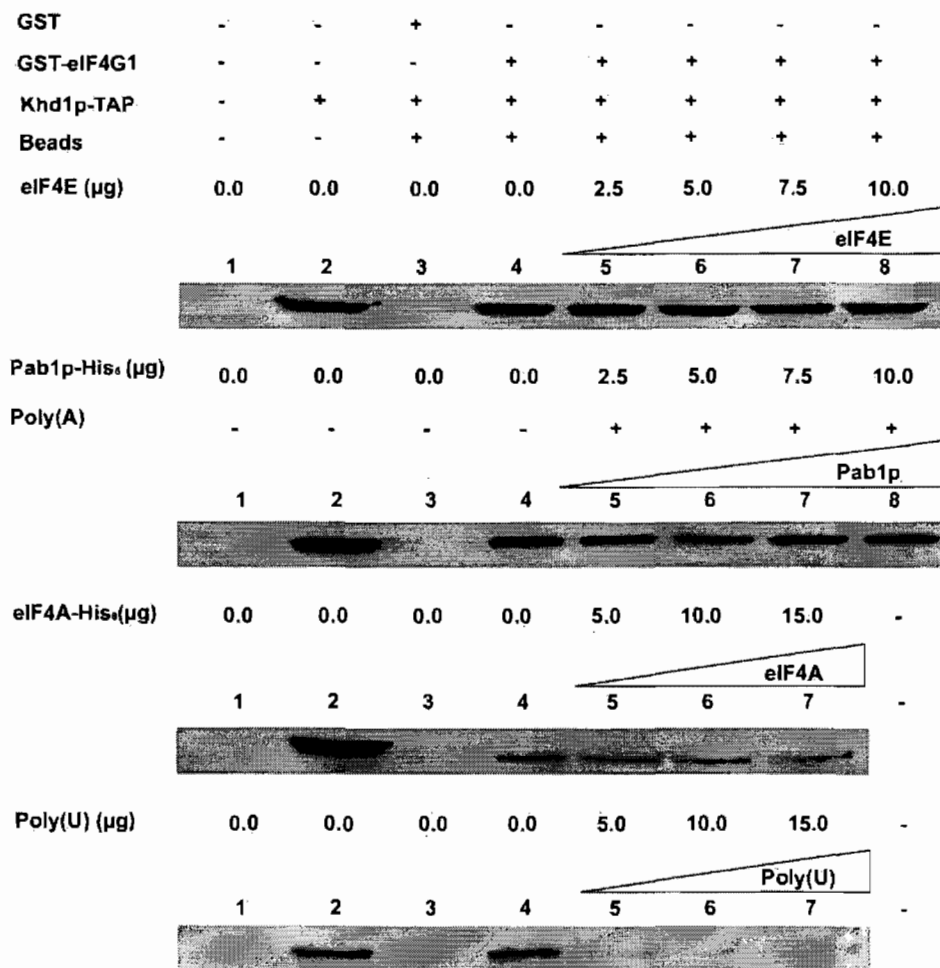 GST - - + - - - - -
GST-eIF4G1 - - - + + + + +
Khd1p-TAP - + + + + + + +
Beads - - + + + + + +
eIF4E (µg) 0.0 0.0 0.0 0.0 2.5 5.0 7.5 10.0
eIF4E
1 2 3 4 5 6 7 8
Pab1p-His₆ (µg) 0.0 0.0 0.0 0.0 2.5 5.0 7.5 10.0
Poly(A) - - - - + + + +
Pab1p
1 2 3 4 5 6 7 8
eIF4A-His₆(µg) 0.0 0.0 0.0 0.0 5.0 10.0 15.0 -
eIF4A
1 2 3 4 5 6 7 -
Poly(U) (µg) 0.0 0.0 0.0 0.0 5.0 10.0 15.0 -
Poly(U)
1 2 3 4 5 6 7 -